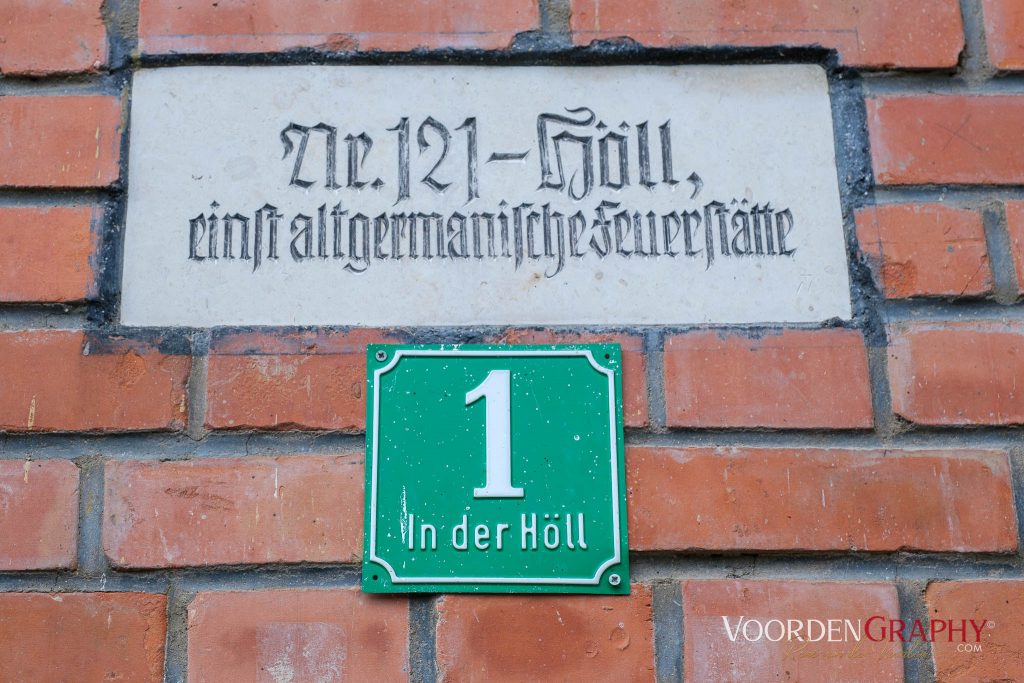 Nr. 121 – Höll,
einst altgermanische Feuerstätte
1
In der Höll
VOORDENGRAPHY©
.COM